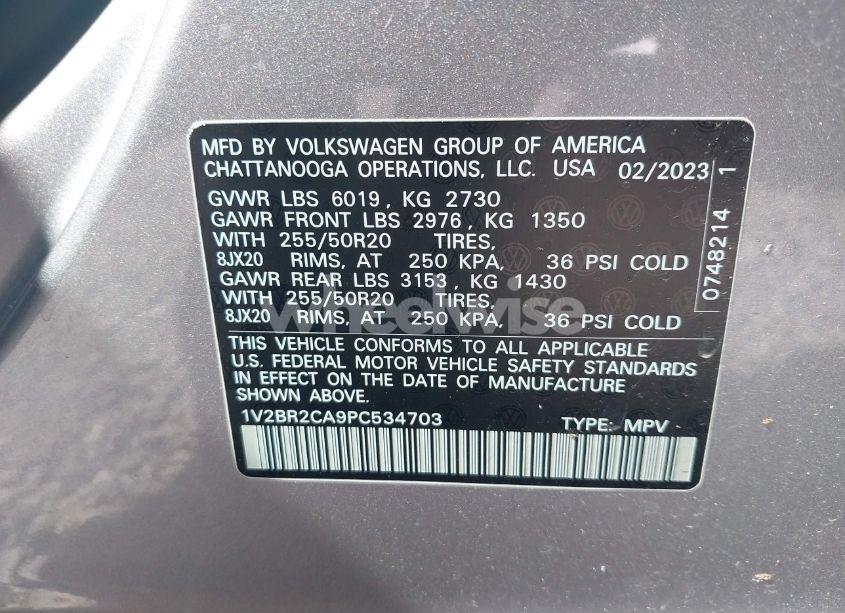 MFD BY VOLKSWAGEN GROUP OF AMERICA
CHATTANOOGA OPERATIONS, LLC. USA 02/2023
GVWR LBS 6019, KG 2730
GAWR FRONT LBS 2976, KG 1350
WITH 255/50R20 TIRES,
8JX20 RIMS, AT 250 KPA, 36 PSI COLD
GAWR REAR LBS 3153, KG 1430
WITH 255/50R20 TIRES,
8JX20 RIMS, AT 250 KPA, 36 PSI COLD
THIS VEHICLE CONFORMS TO ALL APPLICABLE
U.S. FEDERAL MOTOR VEHICLE SAFETY STANDARDS
IN EFFECT ON THE DATE OF MANUFACTURE
SHOWN ABOVE.
1V2BR2CA9PC534703 TYPE: MPV
0748214 1
wheelwise